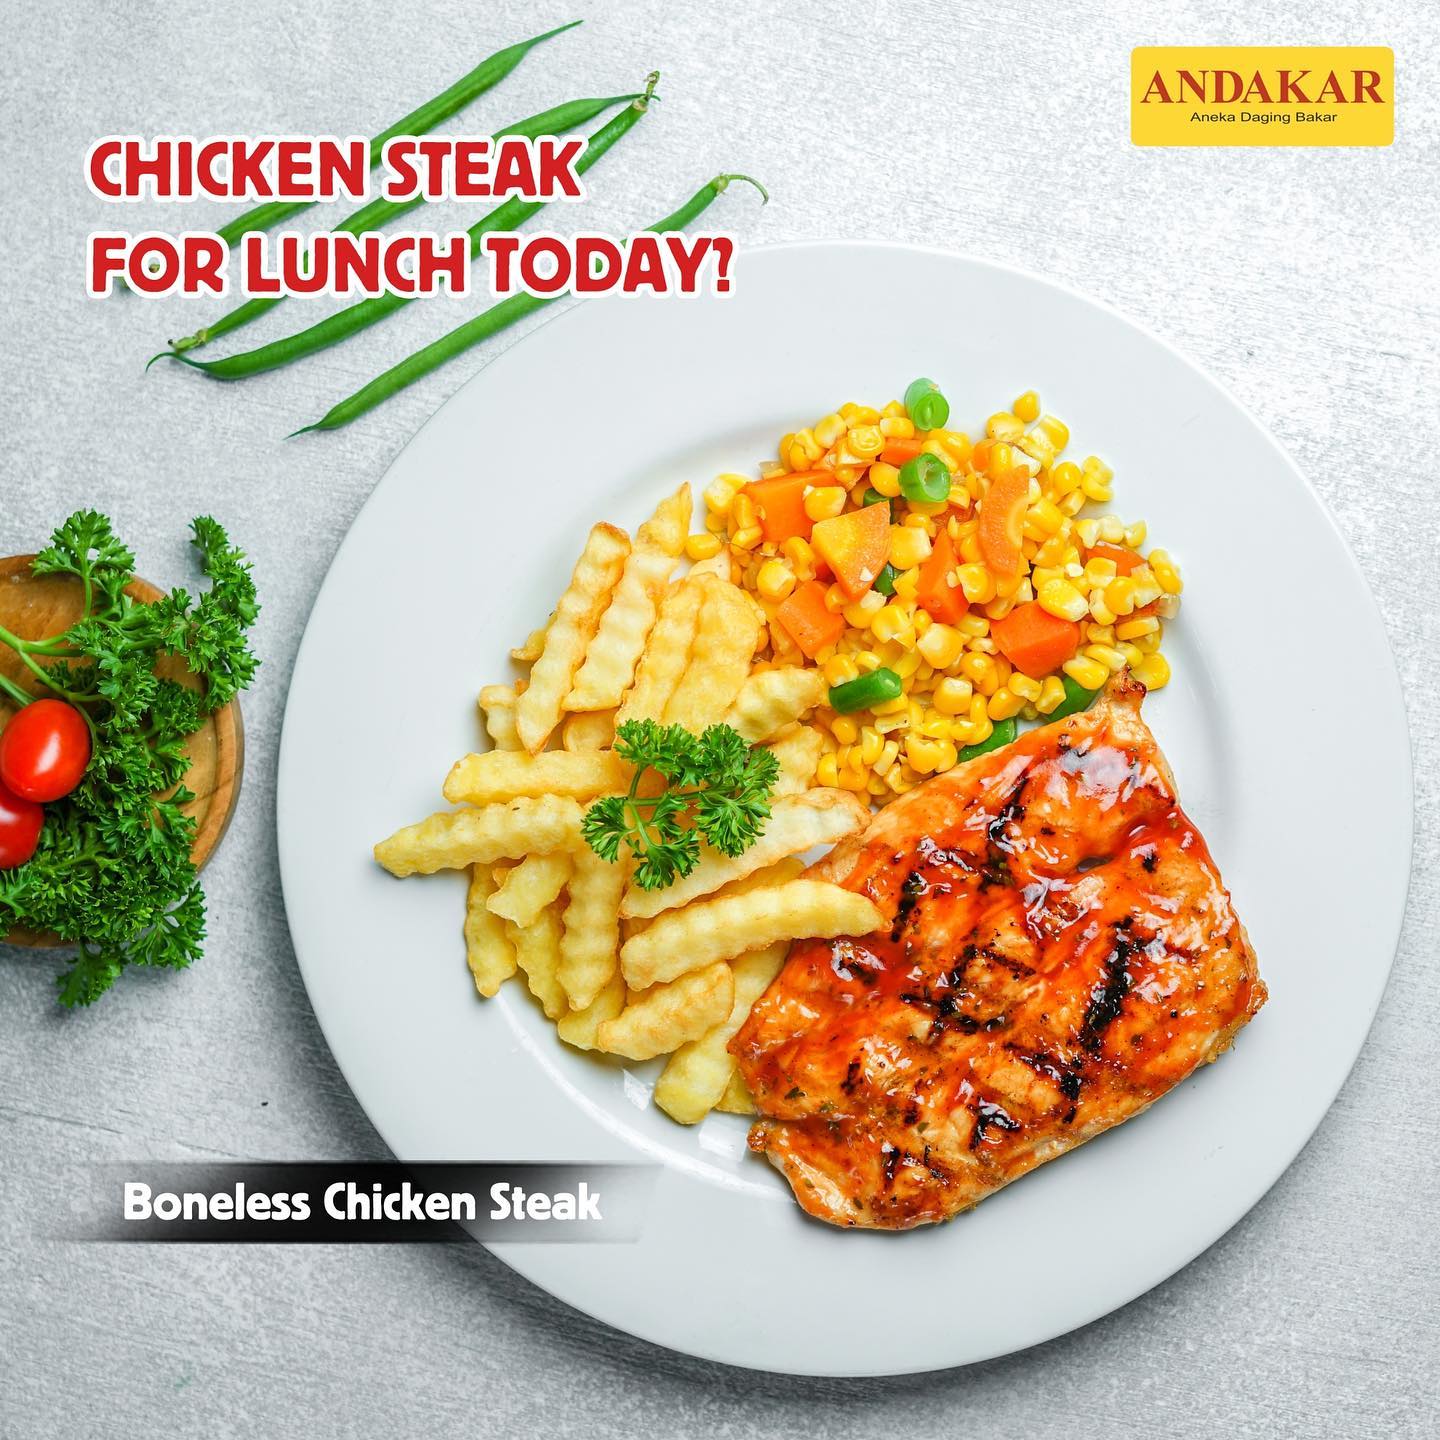 ANDAKAR
Aneka Daging Bakar
CHICKEN STEAK
FOR LUNCH TODAY?
Boneless Chicken Steak